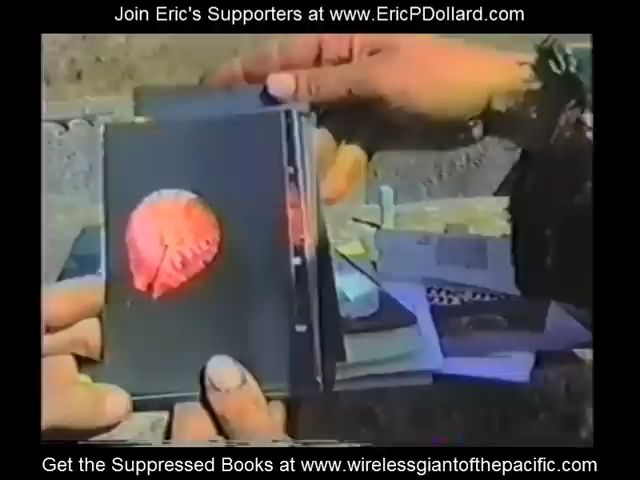 Join Eric's Supporters at www.EricPDollard.com
Get the Suppressed Books at www.wirelessgiantofthepacific.com